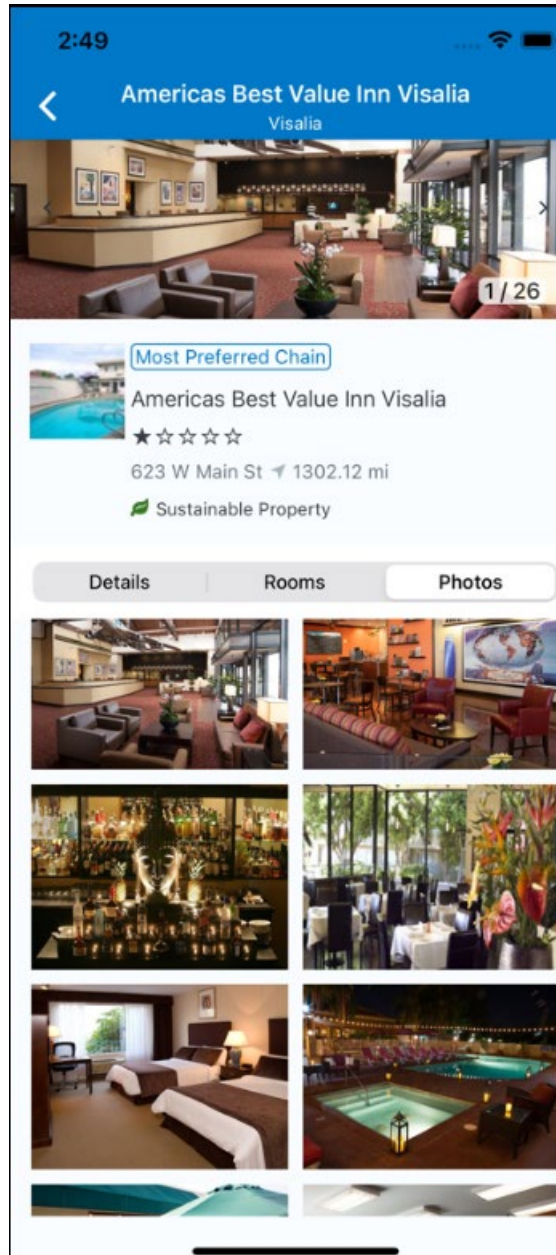 2:49
Americas Best Value Inn Visalia
Visalia
1 / 26
Most Preferred Chain
Americas Best Value Inn Visalia
623 W Main St 1302.12 mi
Sustainable Property
Details Rooms Photos